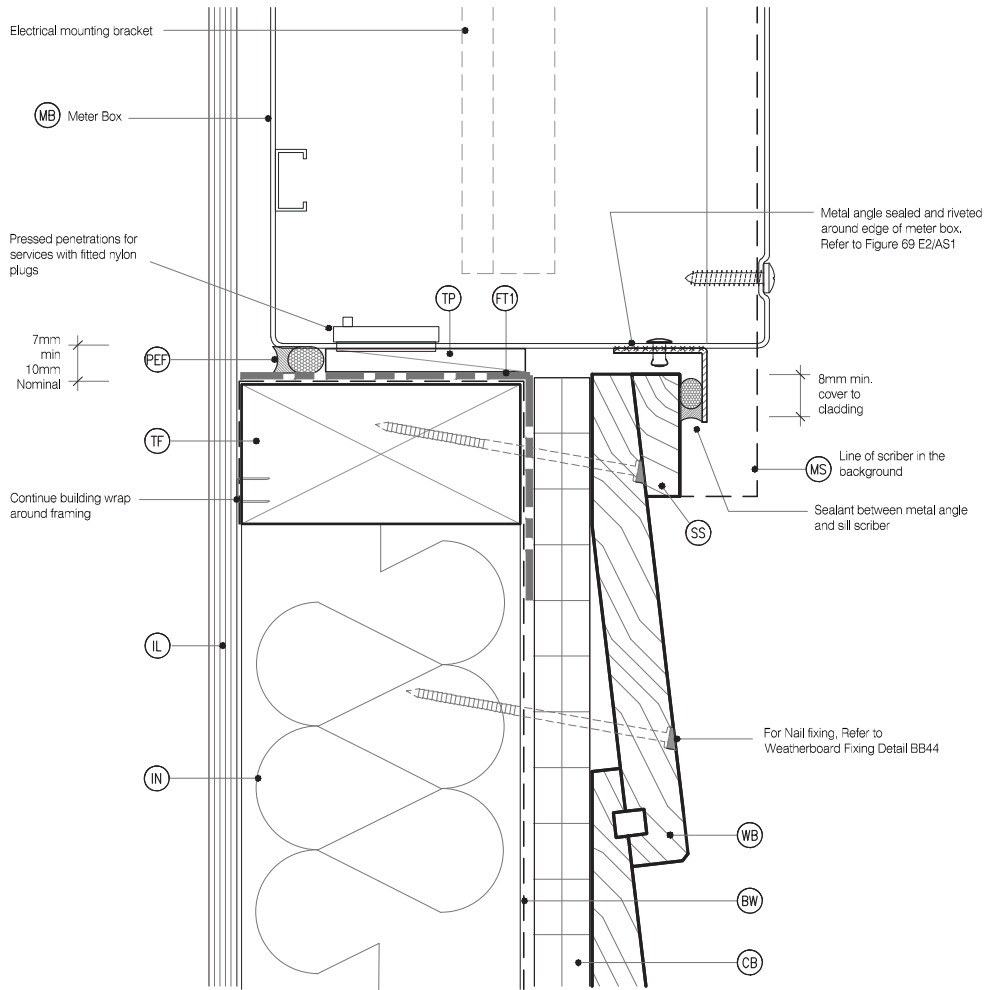 Electrical mounting bracket
MB Meter Box
Pressed penetrations for
services with fitted nylon
plugs
7mm
min
10mm
Nominal
PEF
TP
FT1
Metal angle sealed and riveted
around edge of meter box.
Refer to Figure 69 E2/AS1
8mm min.
cover to
cladding
TF
MS
Line of scriber in the
background
Continue building wrap
around framing
SS
Sealant between metal angle
and sill scriber
IL
For Nail fixing, Refer to
Weatherboard Fixing Detail BB44
IN
WB
BW
CB